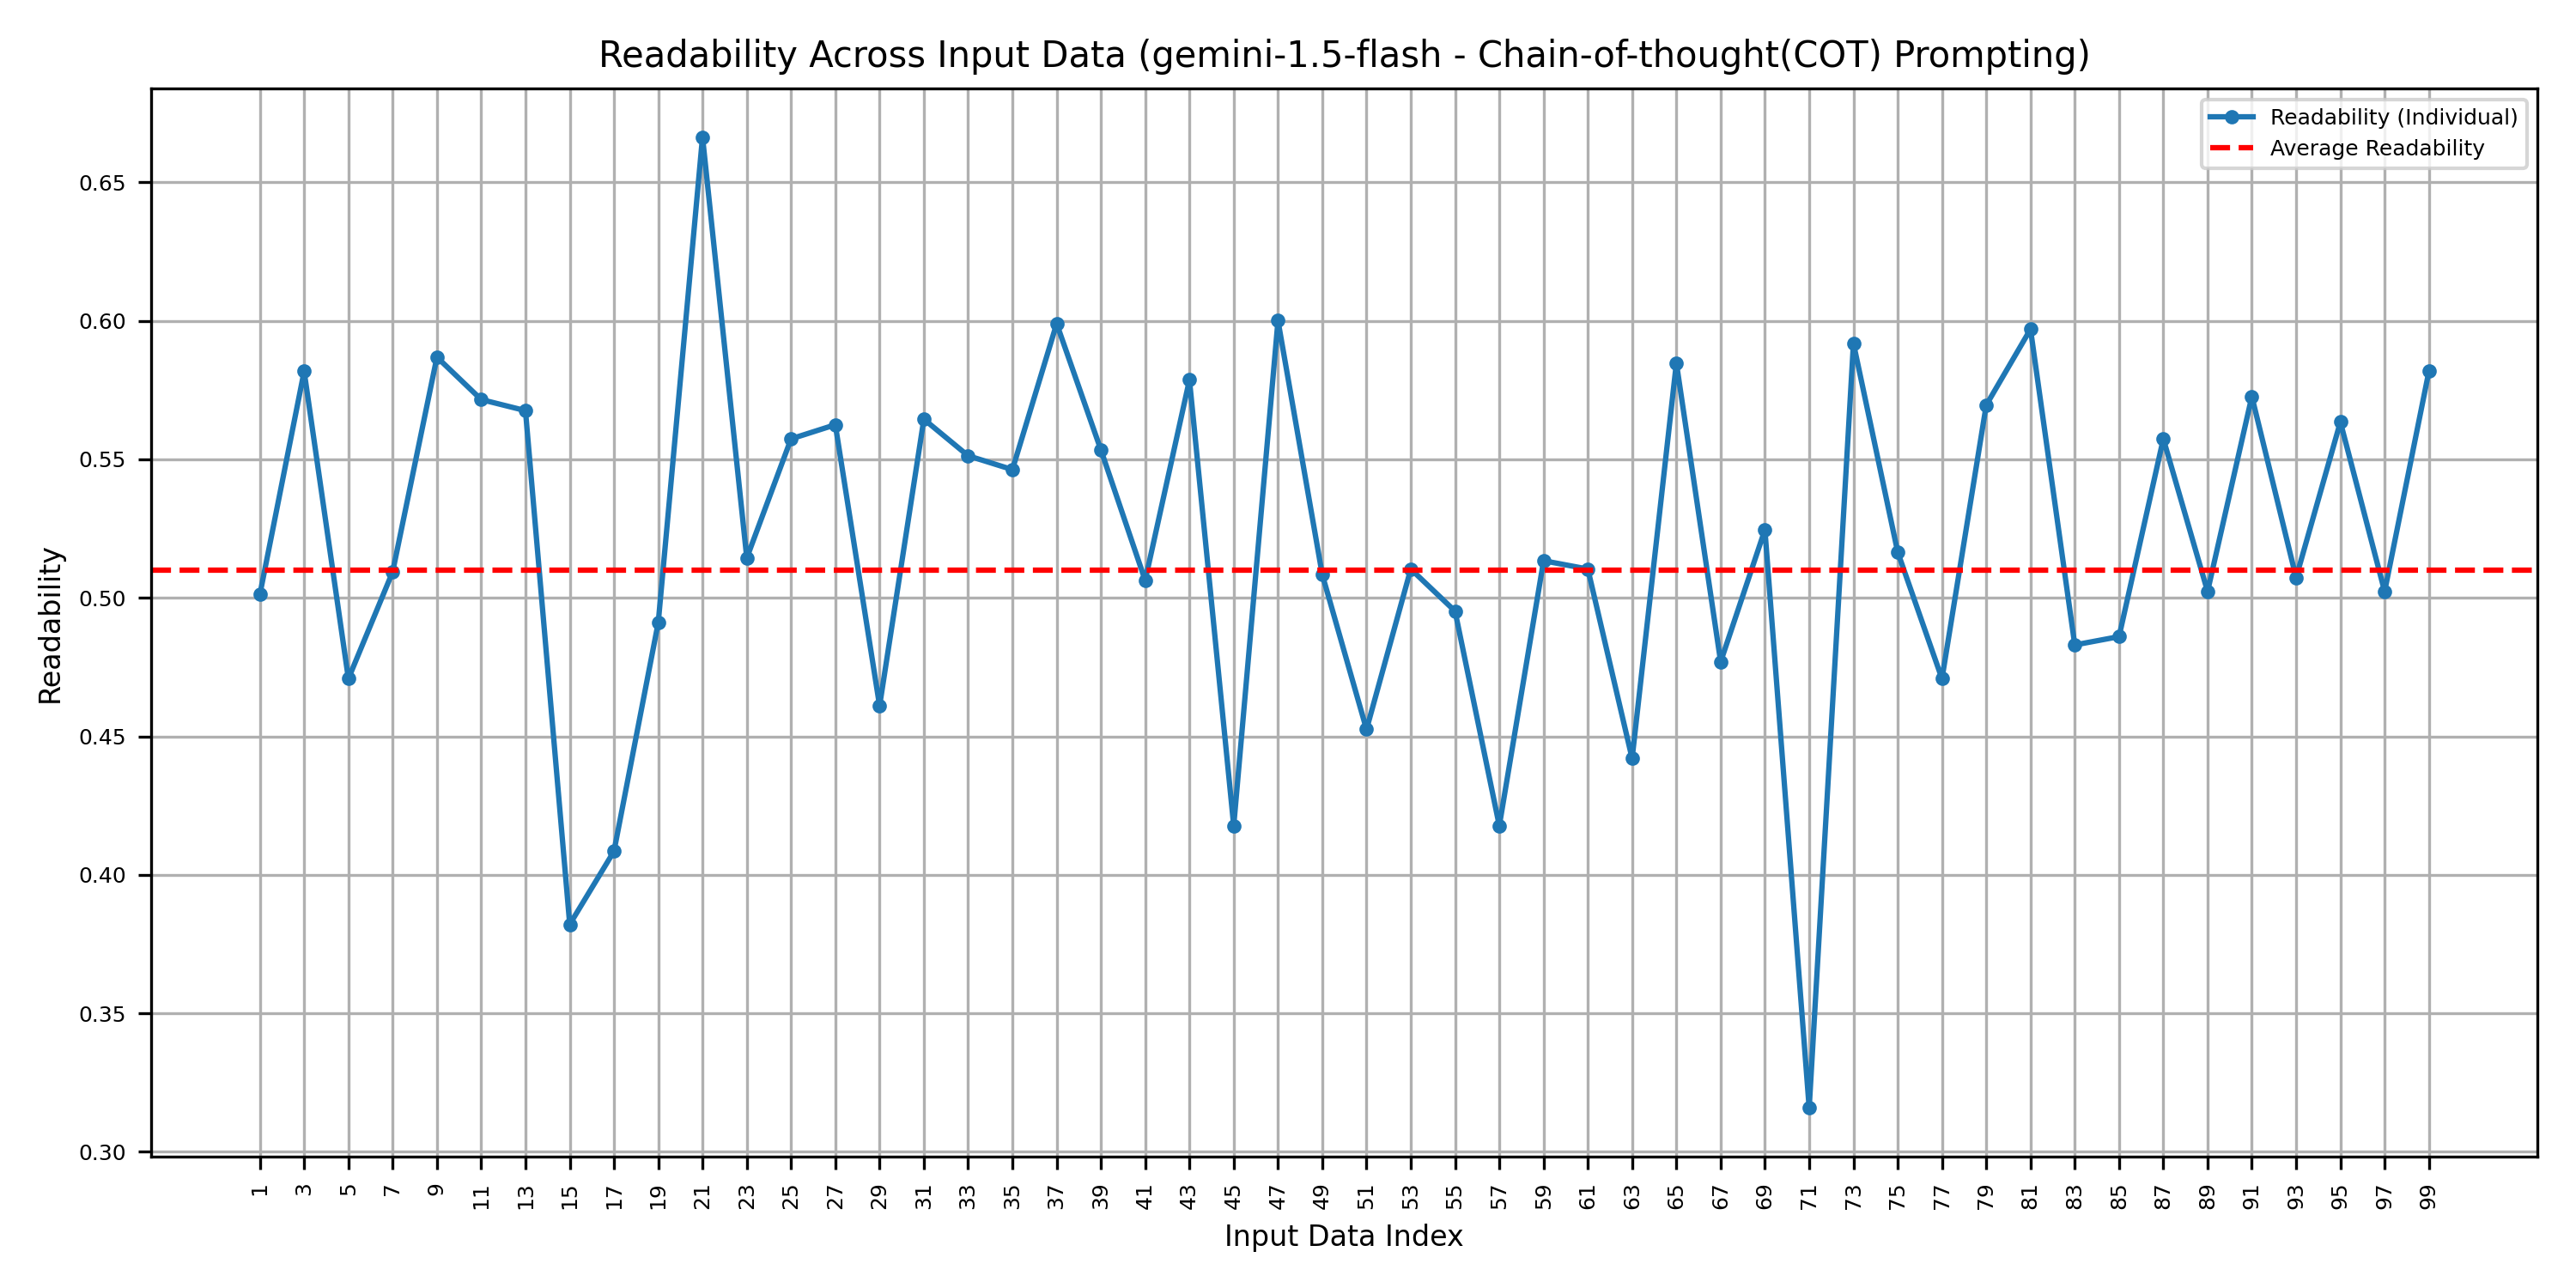 Readability Across Input Data (gemini-1.5-flash - Chain-of-thought(COT) Prompting)
Readability (Individual)
Average Readability
Readability
0.65
0.60
0.55
0.50
0.45
0.40
0.35
0.30
1 3 5 7 9 11 13 15 17 19 21 23 25 27 29 31 33 35 37 39 41 43 45 47 49 51 53 55 57 59 61 63 65 67 69 71 73 75 77 79 81 83 85 87 89 91 93 95 97 99
Input Data Index